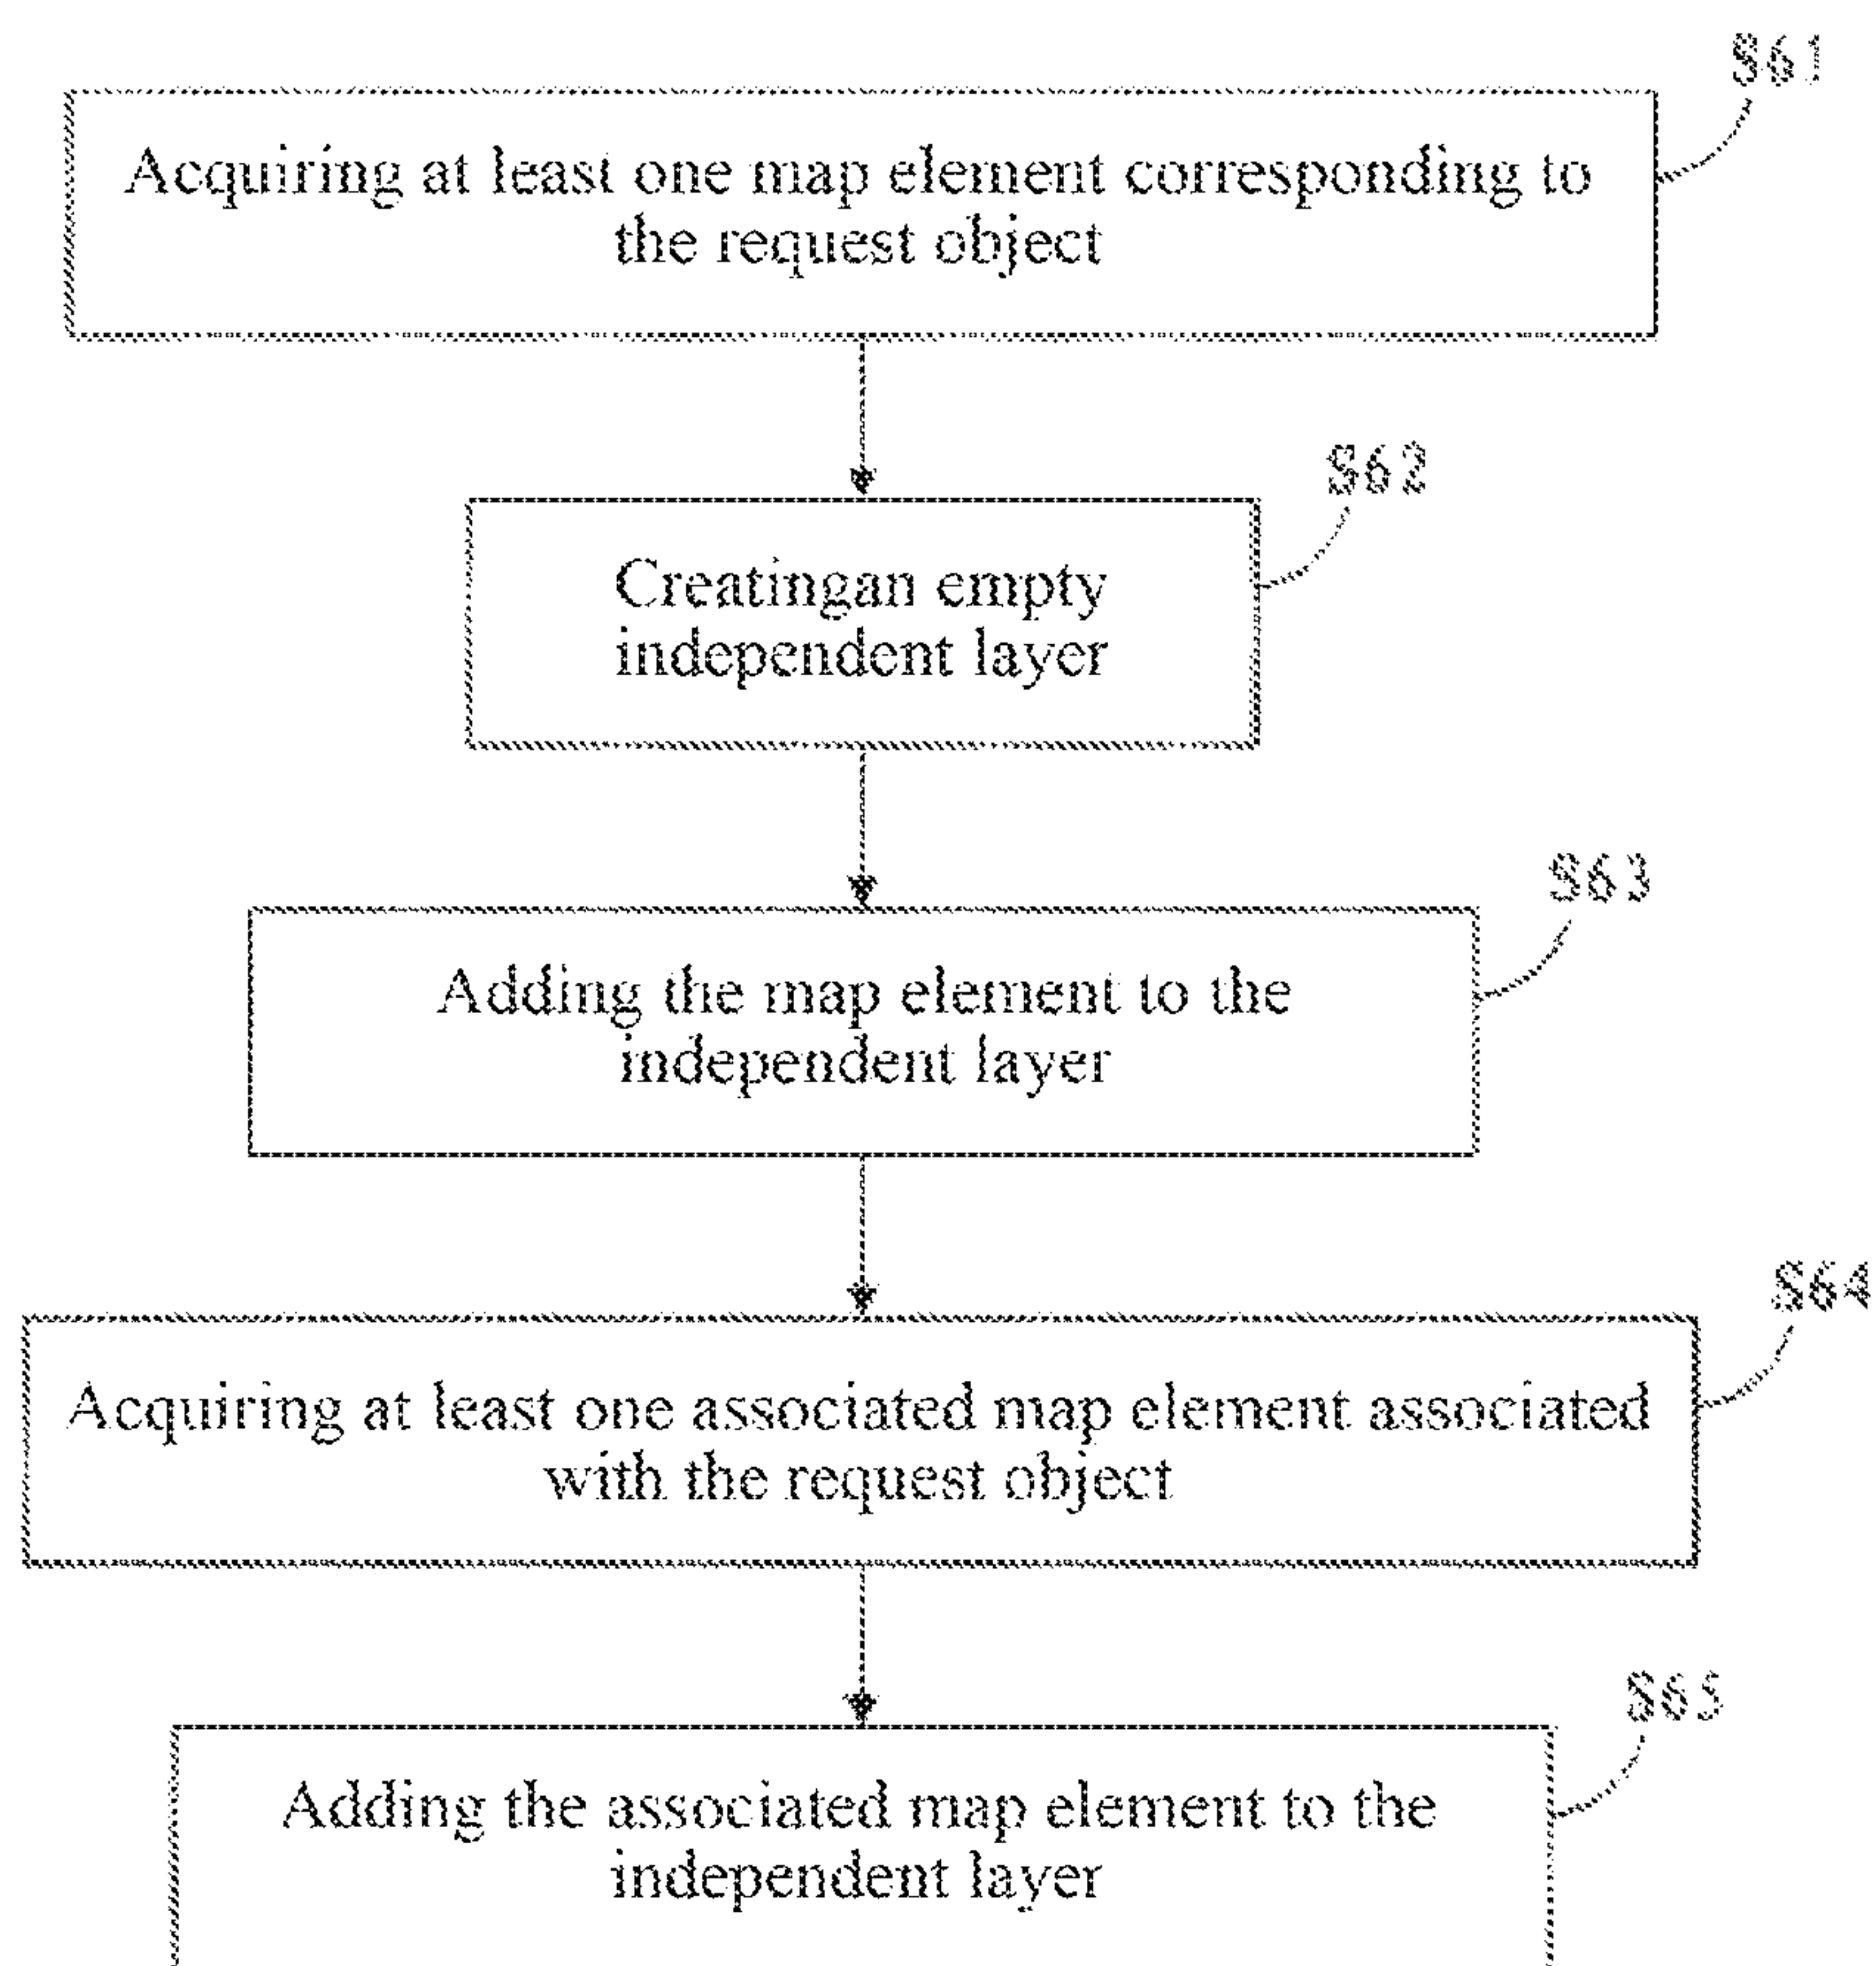 S61
Acquiring at least one map element corresponding to
the request object
S62
Creatingan empty
independent layer
S63
Adding the map element to the
independent layer
S64
Acquiring at least one associated map element associated
with the request object
S65
Adding the associated map element to the
independent layer